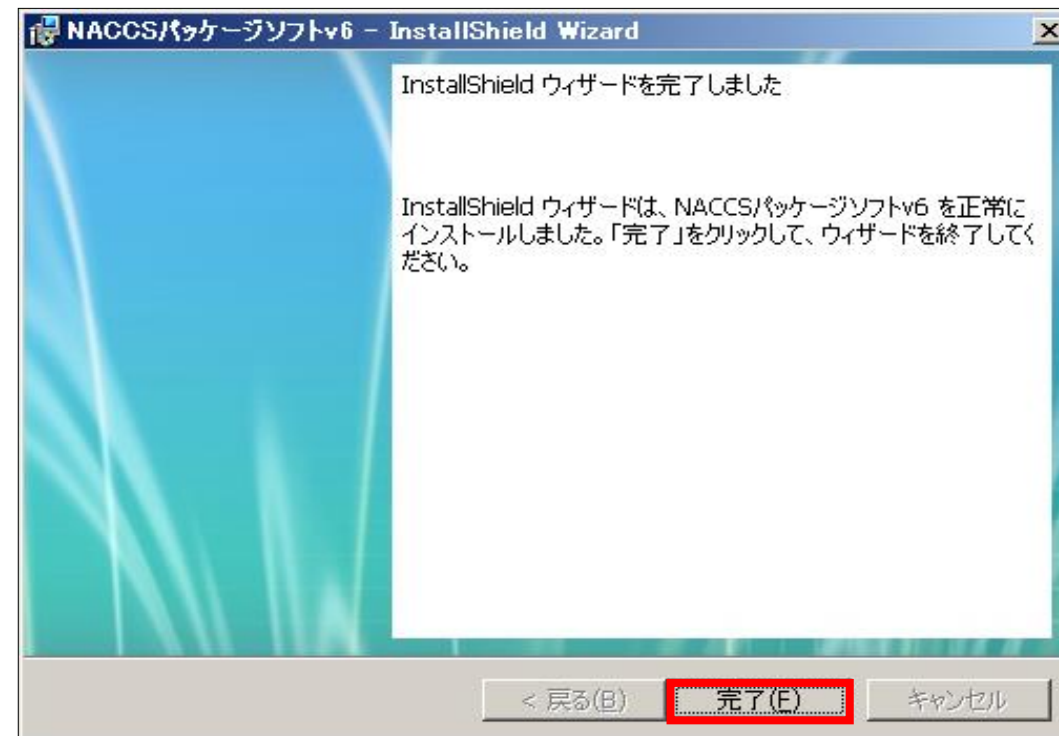 NACCSパッケージソフトv6 - InstallShield Wizard
InstallShield ウィザードを完了しました
InstallShield ウィザードは、NACCSパッケージソフトv6 を正常に
インストールしました。「完了」をクリックして、ウィザードを終了してく
ださい。
< 戻る(B)
完了(F)
キャンセル